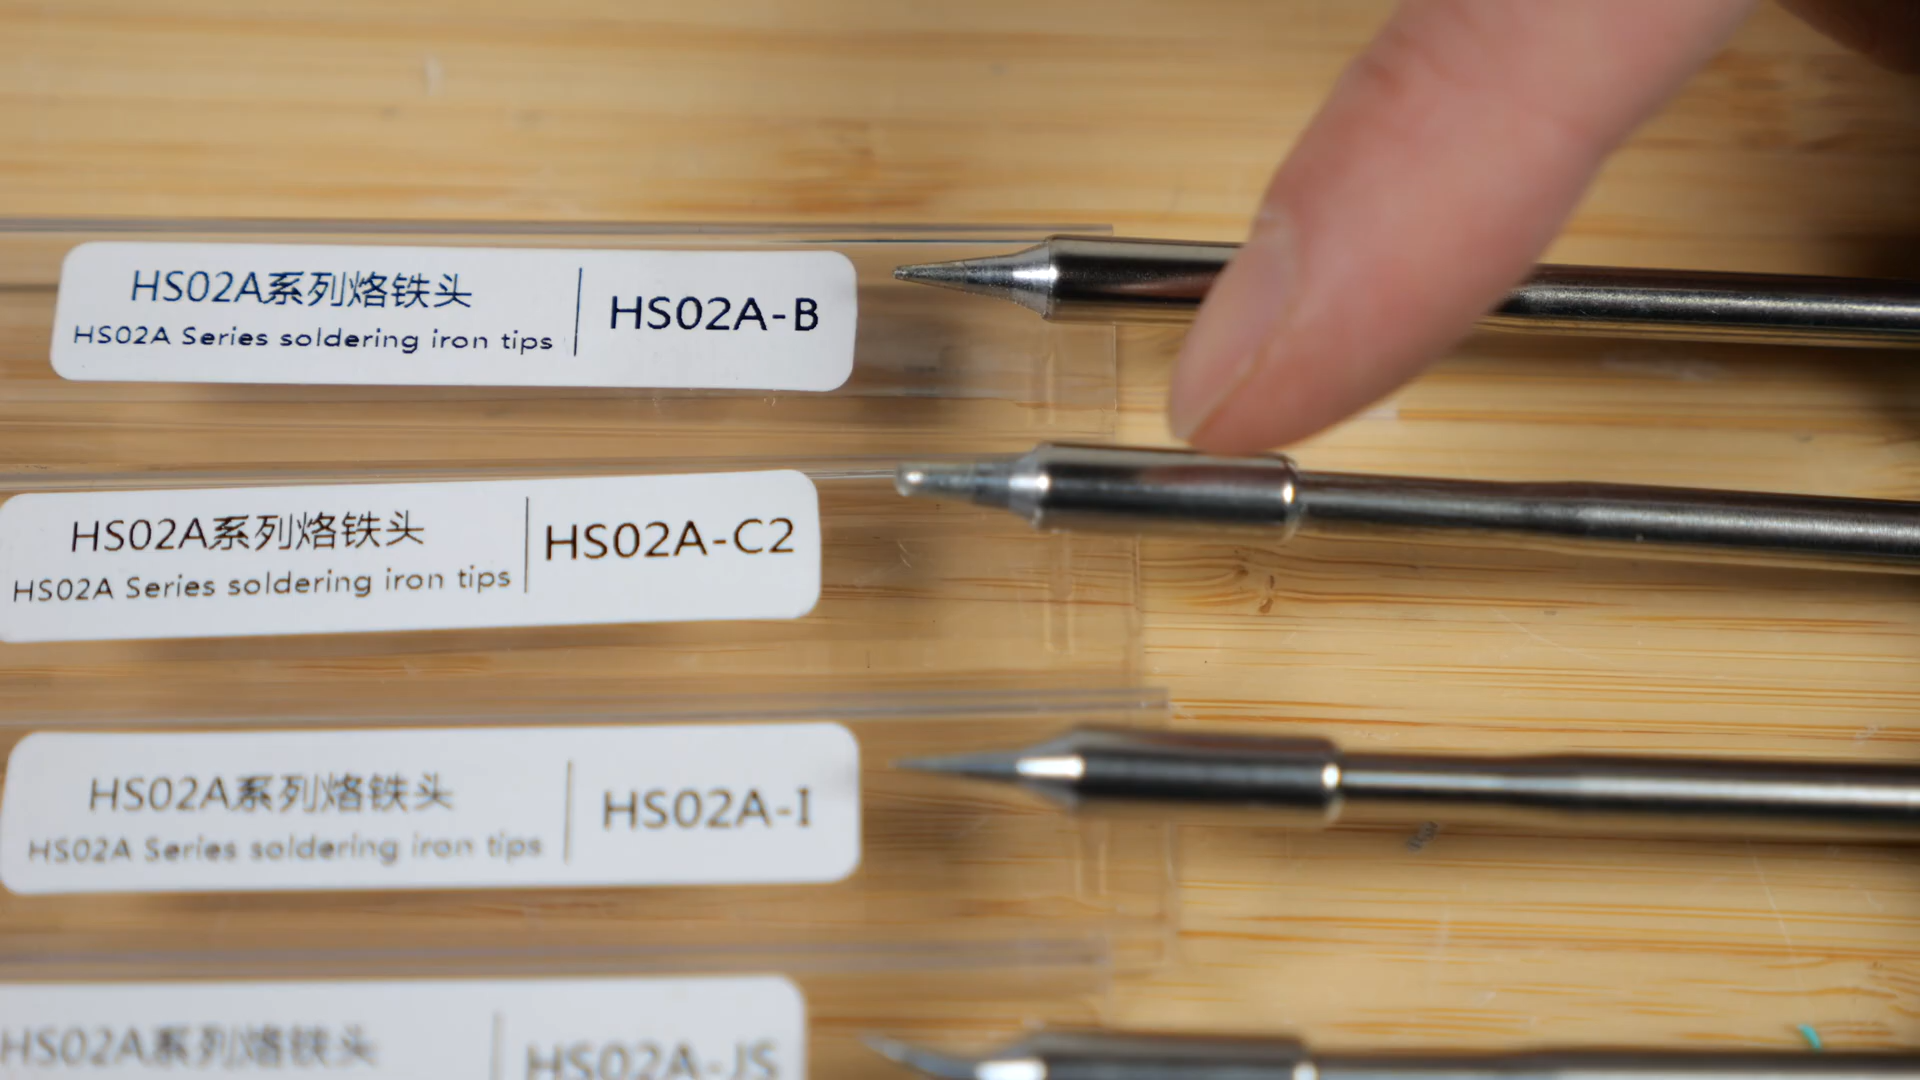 HS02A系列烙铁头
HS02A Series soldering iron tips
HS02A-B
HS02A系列烙铁头
HS02A Series soldering iron tips
HS02A-C2
HS02A系列烙铁头
HS02A Series soldering iron tips
HS02A-I
HS02A系列烙铁头
HS02A-JS